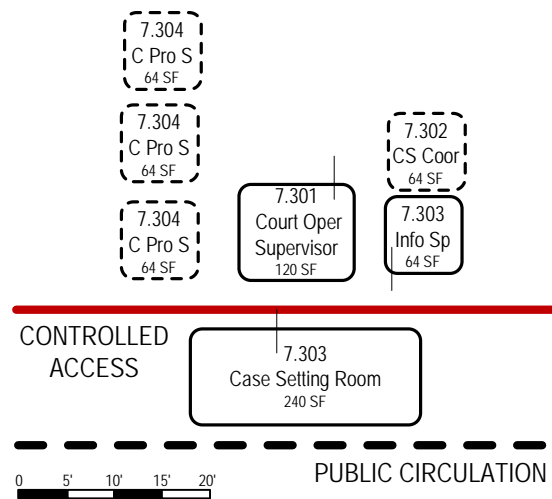 7.304
C Pro S
64 SF
7.304
C Pro S
64 SF
7.302
CS Coor
64 SF
7.304
C Pro S
64 SF
7.301
Court Oper
Supervisor
120 SF
7.303
Info Sp
64 SF
CONTROLLED
ACCESS
7.303
Case Setting Room
240 SF
0 5' 10' 15' 20'
PUBLIC CIRCULATION